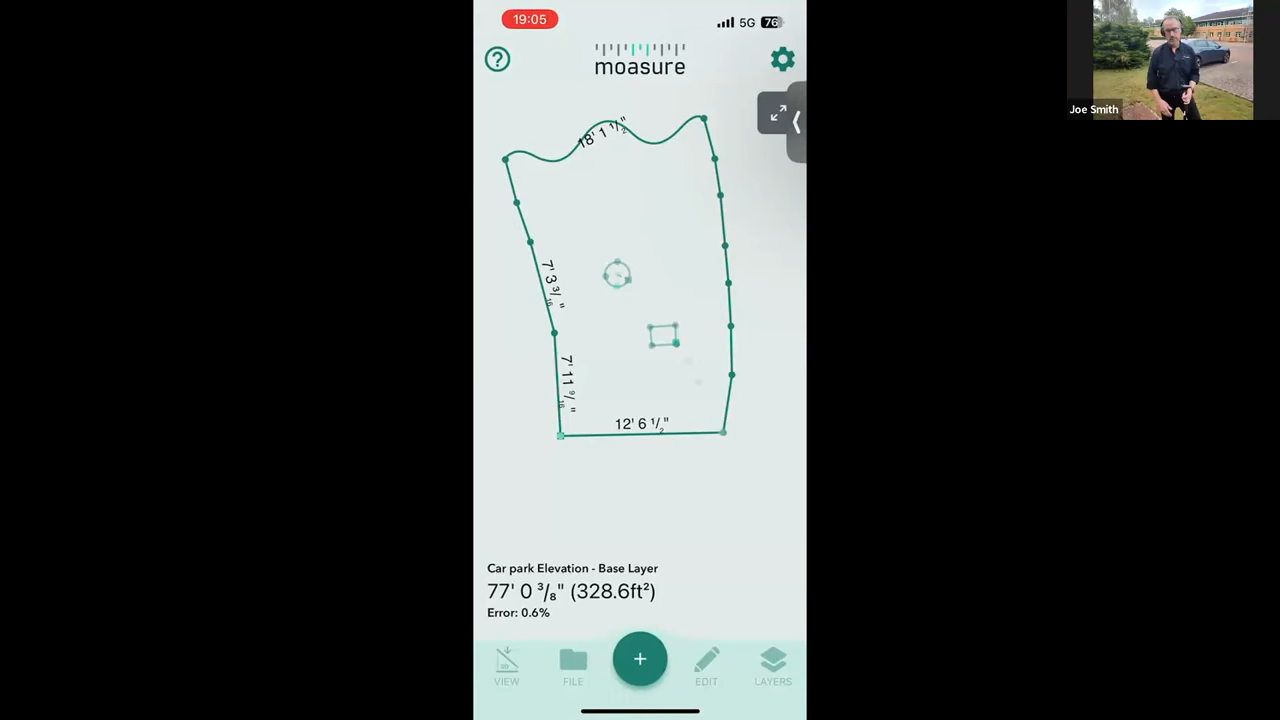 19:05
5G 76
moasure
18' 1 1/2"
7' 3 3/16"
7' 11 9/16"
12' 6 1/2"
Car park Elevation - Base Layer
77' 0 3/8" (328.6ft²)
Error: 0.6%
+
VIEW FILE EDIT LAYERS
Joe Smith